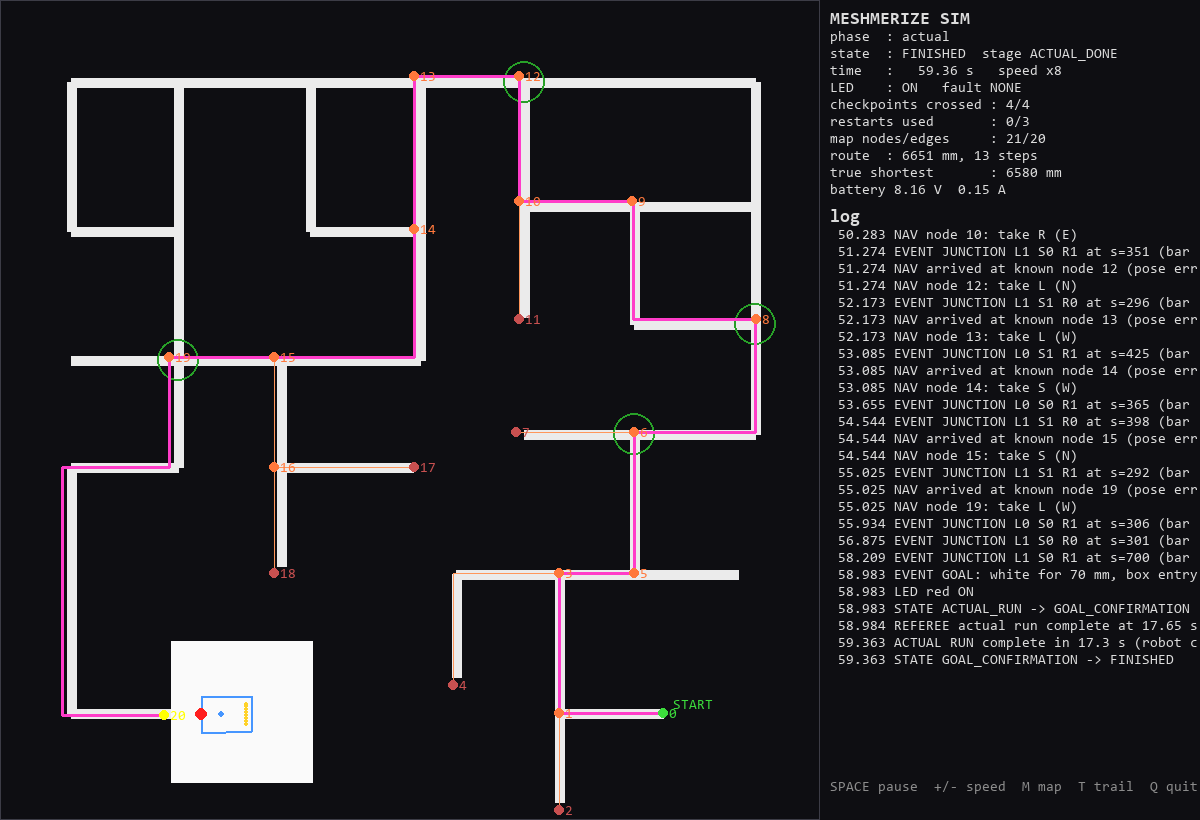 MESHMERIZE SIM
phase  : actual
state  : FINISHED  stage ACTUAL_DONE
time   :   59.36 s   speed x8
LED    : ON   fault NONE
checkpoints crossed : 4/4
restarts used       : 0/3
map nodes/edges     : 21/20
route  : 6651 mm, 13 steps
true shortest       : 6580 mm
battery 8.16 V  0.15 A
log
50.283 NAV node 10: take R (E)
51.274 EVENT JUNCTION L1 S0 R1 at s=351 (bar
51.274 NAV arrived at known node 12 (pose err
51.274 NAV node 12: take L (N)
52.173 EVENT JUNCTION L1 S1 R0 at s=296 (bar
52.173 NAV arrived at known node 13 (pose err
52.173 NAV node 13: take L (W)
53.085 EVENT JUNCTION L0 S1 R1 at s=425 (bar
53.085 NAV arrived at known node 14 (pose err
53.085 NAV node 14: take S (W)
53.655 EVENT JUNCTION L0 S0 R1 at s=365 (bar
54.544 EVENT JUNCTION L1 S1 R0 at s=398 (bar
54.544 NAV arrived at known node 15 (pose err
54.544 NAV node 15: take S (N)
55.025 EVENT JUNCTION L1 S1 R1 at s=292 (bar
55.025 NAV arrived at known node 19 (pose err
55.025 NAV node 19: take L (W)
55.934 EVENT JUNCTION L0 S0 R1 at s=306 (bar
56.875 EVENT JUNCTION L1 S0 R0 at s=301 (bar
58.209 EVENT JUNCTION L1 S0 R1 at s=700 (bar
58.983 EVENT GOAL: white for 70 mm, box entry
58.983 LED red ON
58.983 STATE ACTUAL_RUN -> GOAL_CONFIRMATION
58.984 REFEREE actual run complete at 17.65 s
59.363 ACTUAL RUN complete in 17.3 s (robot c
59.363 STATE GOAL_CONFIRMATION -> FINISHED
SPACE pause  +/- speed  M map  T trail  Q quit
13
12
10
9
14
11
8
19
15
7
6
16
17
18
3
5
4
START
0
1
20
2